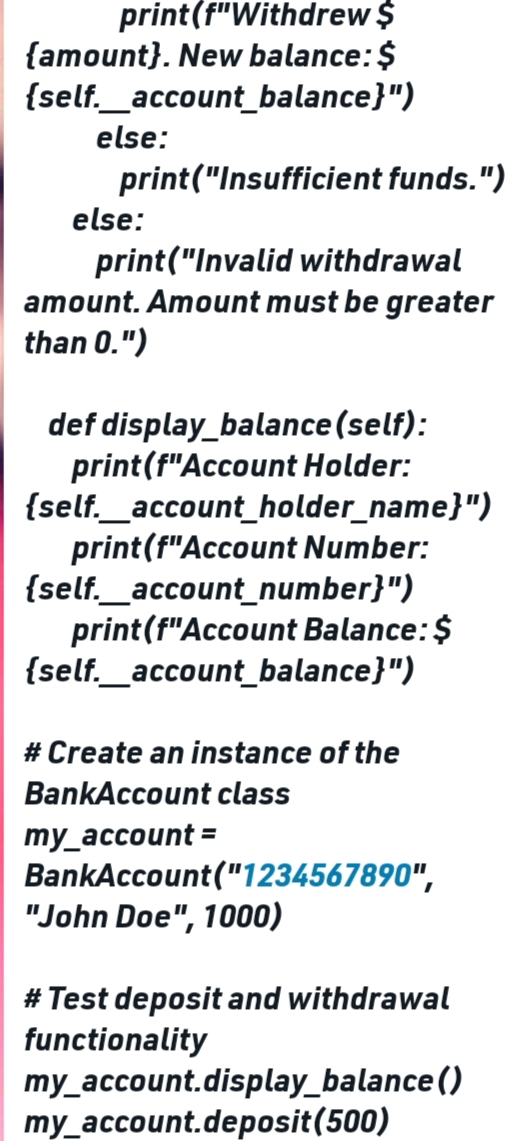 print(f"Withdrew $
{amount}. New balance: $
{self.__account_balance}")
else:
print("Insufficient funds.")
else:
print("Invalid withdrawal
amount. Amount must be greater
than 0.")
def display_balance(self):
print(f"Account Holder:
{self.__account_holder_name}")
print(f"Account Number:
{self.__account_number}")
print(f"Account Balance: $
{self.__account_balance}")
# Create an instance of the
BankAccount class
my_account =
BankAccount("1234567890",
"John Doe", 1000)
# Test deposit and withdrawal
functionality
my_account.display_balance()
my_account.deposit(500)